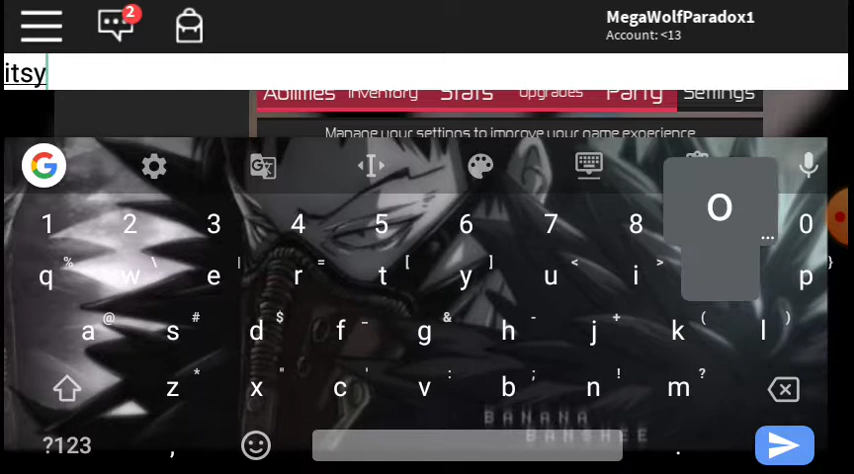 2
MegaWolfParadox1
Account: <13
itsy
Abilities Inventory Stats Upgrades Party Settings
Manage your settings to improve your name experience
G
O
...
1 2 3 4 5 6 7 8 0
% \ | = [ ] < > }
q w e r t y u i p
@ # $ _ & - + ( )
a s d f g h j k l
* " ' : ; ! ?
z x c v b n m
BANANA
BANSHEE
?123 , .